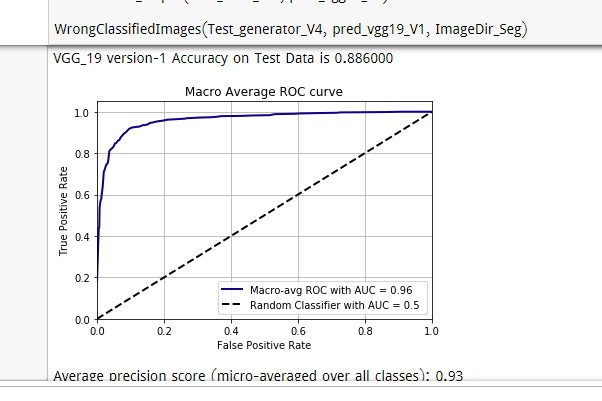 WrongClassifiedImages(Test_generator_V4, pred_vgg19_V1, ImageDir_Seg)
VGG_19 version-1 Accuracy on Test Data is 0.886000
Macro Average ROC curve
1.0
0.8
0.6
0.4
0.2
0.0
True Positive Rate
Macro-avg ROC with AUC = 0.96
Random Classifier with AUC = 0.5
0.0 0.2 0.4 0.6 0.8 1.0
False Positive Rate
Average precision score (micro-averaged over all classes): 0.93